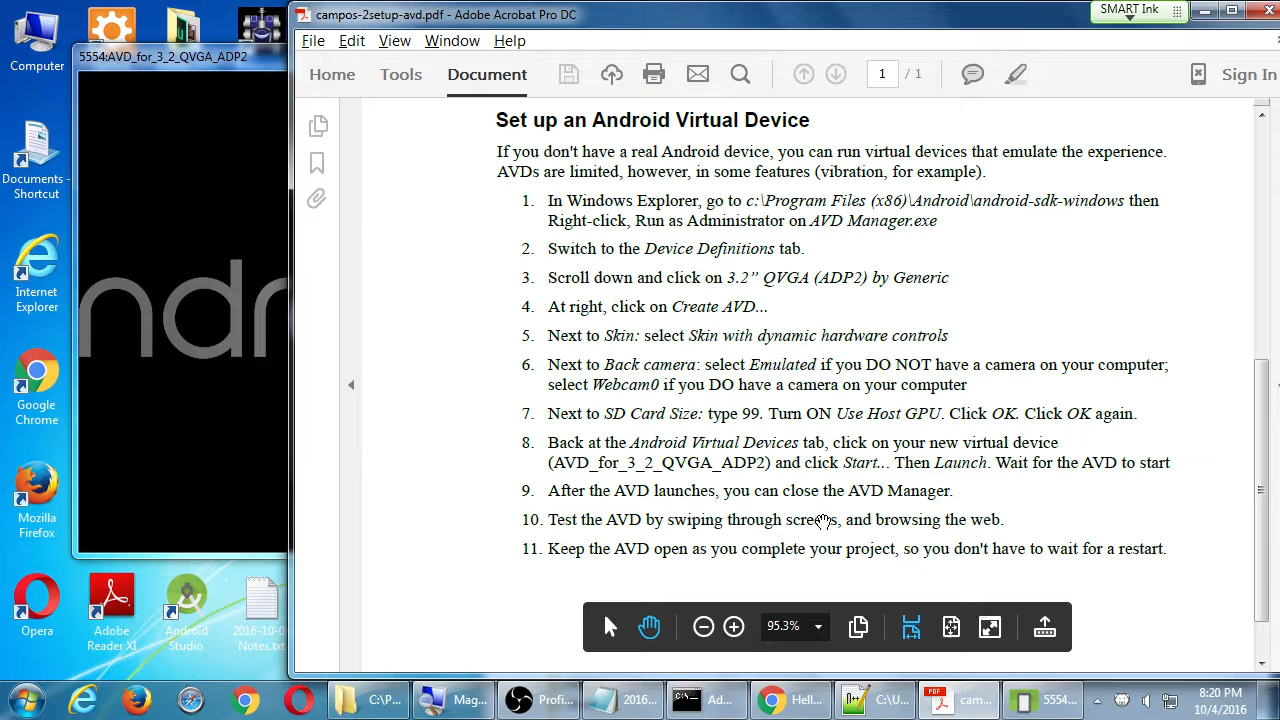 campos-2setup-avd.pdf - Adobe Acrobat Pro DC
SMART Ink
File Edit View Window Help
Home Tools Document 1 / 1 Sign In
Computer
5554:AVD_for_3_2_QVGA_ADP2
Documents - Shortcut
Internet Explorer
Google Chrome
Mozilla Firefox
Opera
Adobe Reader XI
Android Studio
2016-10-0
Notes.txt
ndr
Set up an Android Virtual Device
If you don't have a real Android device, you can run virtual devices that emulate the experience.
AVDs are limited, however, in some features (vibration, for example).
1. In Windows Explorer, go to c:\Program Files (x86)\Android\android-sdk-windows then
Right-click, Run as Administrator on AVD Manager.exe
2. Switch to the Device Definitions tab.
3. Scroll down and click on 3.2” QVGA (ADP2) by Generic
4. At right, click on Create AVD...
5. Next to Skin: select Skin with dynamic hardware controls
6. Next to Back camera: select Emulated if you DO NOT have a camera on your computer;
select Webcam0 if you DO have a camera on your computer
7. Next to SD Card Size: type 99. Turn ON Use Host GPU. Click OK. Click OK again.
8. Back at the Android Virtual Devices tab, click on your new virtual device
(AVD_for_3_2_QVGA_ADP2) and click Start... Then Launch. Wait for the AVD to start
9. After the AVD launches, you can close the AVD Manager.
10. Test the AVD by swiping through screens, and browsing the web.
11. Keep the AVD open as you complete your project, so you don't have to wait for a restart.
95.3%
C:\P... Mag... Profi... 2016... Ad... Hell... C:\U... cam... 5554...
8:20 PM
10/4/2016